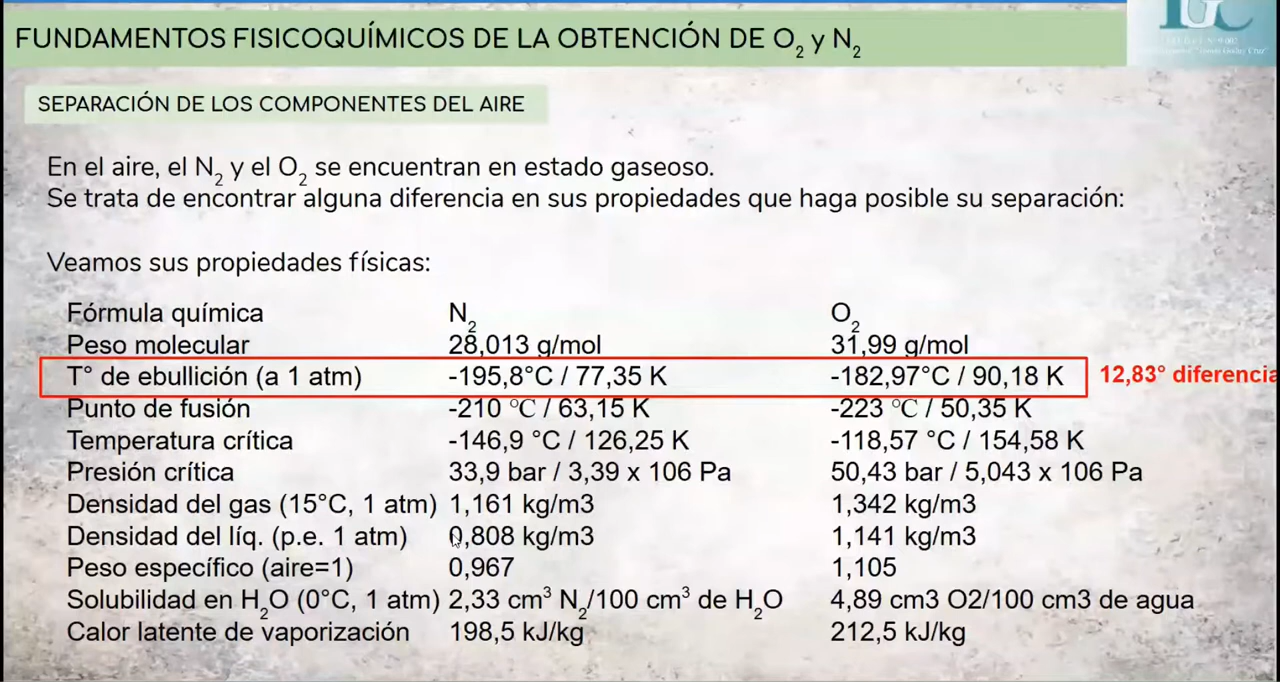 FUNDAMENTOS FISICOQUÍMICOS DE LA OBTENCIÓN DE O₂ y N₂
SEPARACIÓN DE LOS COMPONENTES DEL AIRE
En el aire, el N₂ y el O₂ se encuentran en estado gaseoso.
Se trata de encontrar alguna diferencia en sus propiedades que haga posible su separación:
Veamos sus propiedades físicas:
Fórmula química N₂ O₂
Peso molecular 28,013 g/mol 31,99 g/mol
T° de ebullición (a 1 atm) -195,8°C / 77,35 K -182,97°C / 90,18 K 12,83° diferencia
Punto de fusión -210 °C / 63,15 K -223 °C / 50,35 K
Temperatura crítica -146,9 °C / 126,25 K -118,57 °C / 154,58 K
Presión crítica 33,9 bar / 3,39 x 106 Pa 50,43 bar / 5,043 x 106 Pa
Densidad del gas (15°C, 1 atm) 1,161 kg/m3 1,342 kg/m3
Densidad del líq. (p.e. 1 atm) 0,808 kg/m3 1,141 kg/m3
Peso específico (aire=1) 0,967 1,105
Solubilidad en H₂O (0°C, 1 atm) 2,33 cm³ N₂/100 cm³ de H₂O 4,89 cm3 O2/100 cm3 de agua
Calor latente de vaporización 198,5 kJ/kg 212,5 kJ/kg